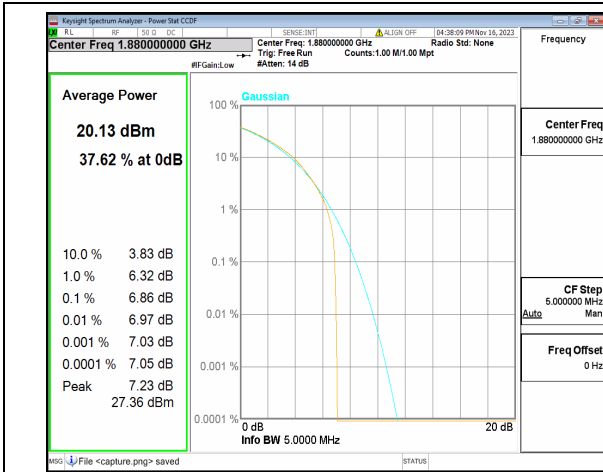 Keysight Spectrum Analyzer - Power Stat CCDF
RL RF 50 Ω DC SENSE:INT ALIGN OFF 04:38:09 PM Nov 16, 2023
Center Freq 1.880000000 GHz
Center Freq: 1.880000000 GHz Radio Std: None
Trig: Free Run Counts:1.00 M/1.00 Mpt
#IFGain:Low #Atten: 14 dB
Frequency
Average Power
20.13 dBm
37.62 % at 0dB
10.0 % 3.83 dB
1.0 % 6.32 dB
0.1 % 6.86 dB
0.01 % 6.97 dB
0.001 % 7.03 dB
0.0001 % 7.05 dB
Peak 7.23 dB
27.36 dBm
Gaussian
100 %
10 %
1 %
0.1 %
0.01 %
0.001 %
0.0001 %
0 dB 20 dB
Info BW 5.0000 MHz
Center Freq
1.880000000 GHz
CF Step
5.000000 MHz
Auto Man
Freq Offset
0 Hz
MSG File <capture.png> saved STATUS